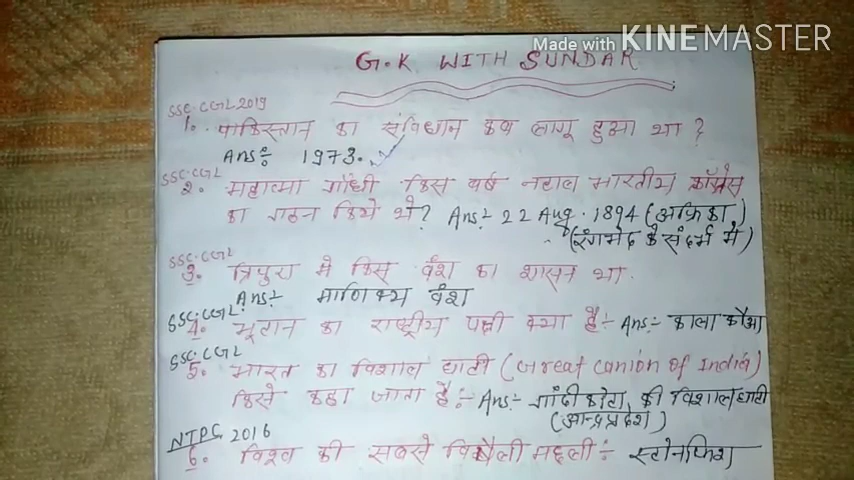 Made with KINEMASTER
G.K WITH SUNDAR
SSC-CGL 2019
1. पाकिस्तान का संविधान कब लागू हुआ था?
Ans: 1973.
SSC-CGL
2. महात्मा गाँधी किस वर्ष नटाल भारतीय काँग्रेस
का गठन किये थे? Ans: 22 Aug. 1894 (अफ्रिका)
(रंगभेद के संदर्भ में)
SSC-CGL
3. त्रिपुरा मे किस वंश का शासन था.
Ans:- माणिक्य वंश
SSC-CGL
4. भूटान का राष्ट्रीय पक्षी क्या है:- Ans:- काला कौआ
SSC-CGL
5. भारत का विशाल घाटी (Great canion of India)
किसे कहा जाता है:- Ans:- गांदीकोटा की विशाल घाटी
(आन्ध्रप्रदेश)
NTPC 2016
6. विश्व की सबसे विषैली मछली: स्टोनफिश